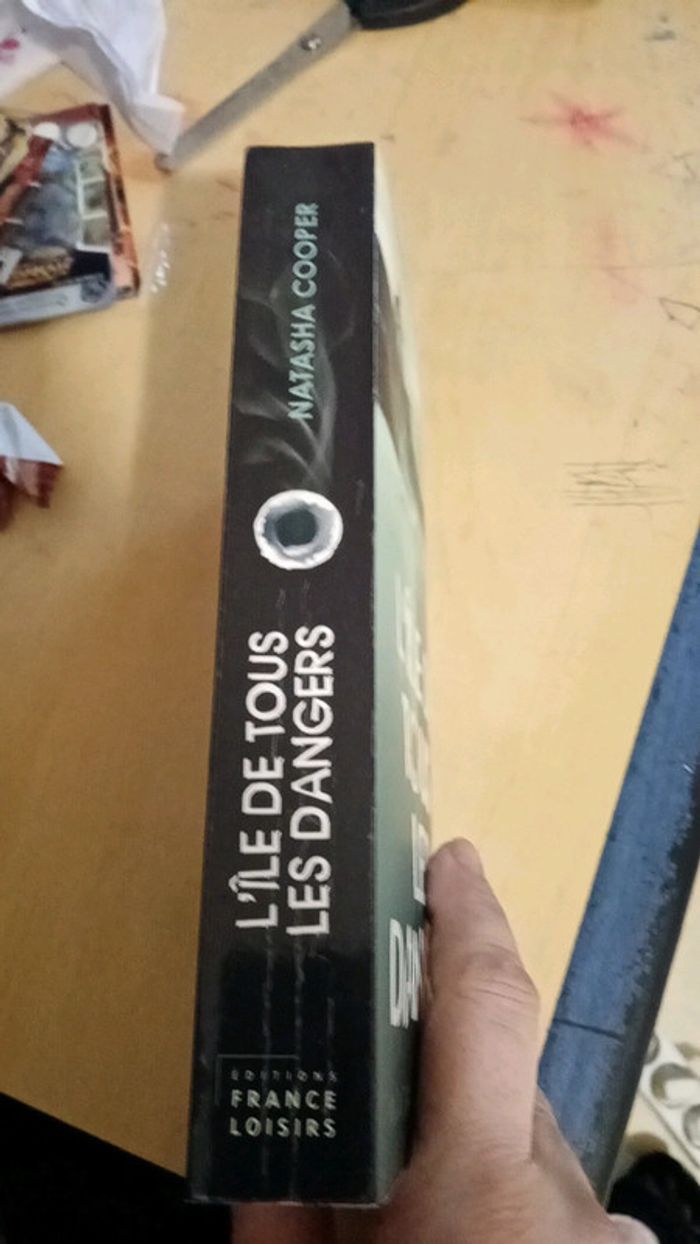 NATASHA COOPER
L'ÎLE DE TOUS
LES DANGERS
EDITIONS
FRANCE
LOISIRS